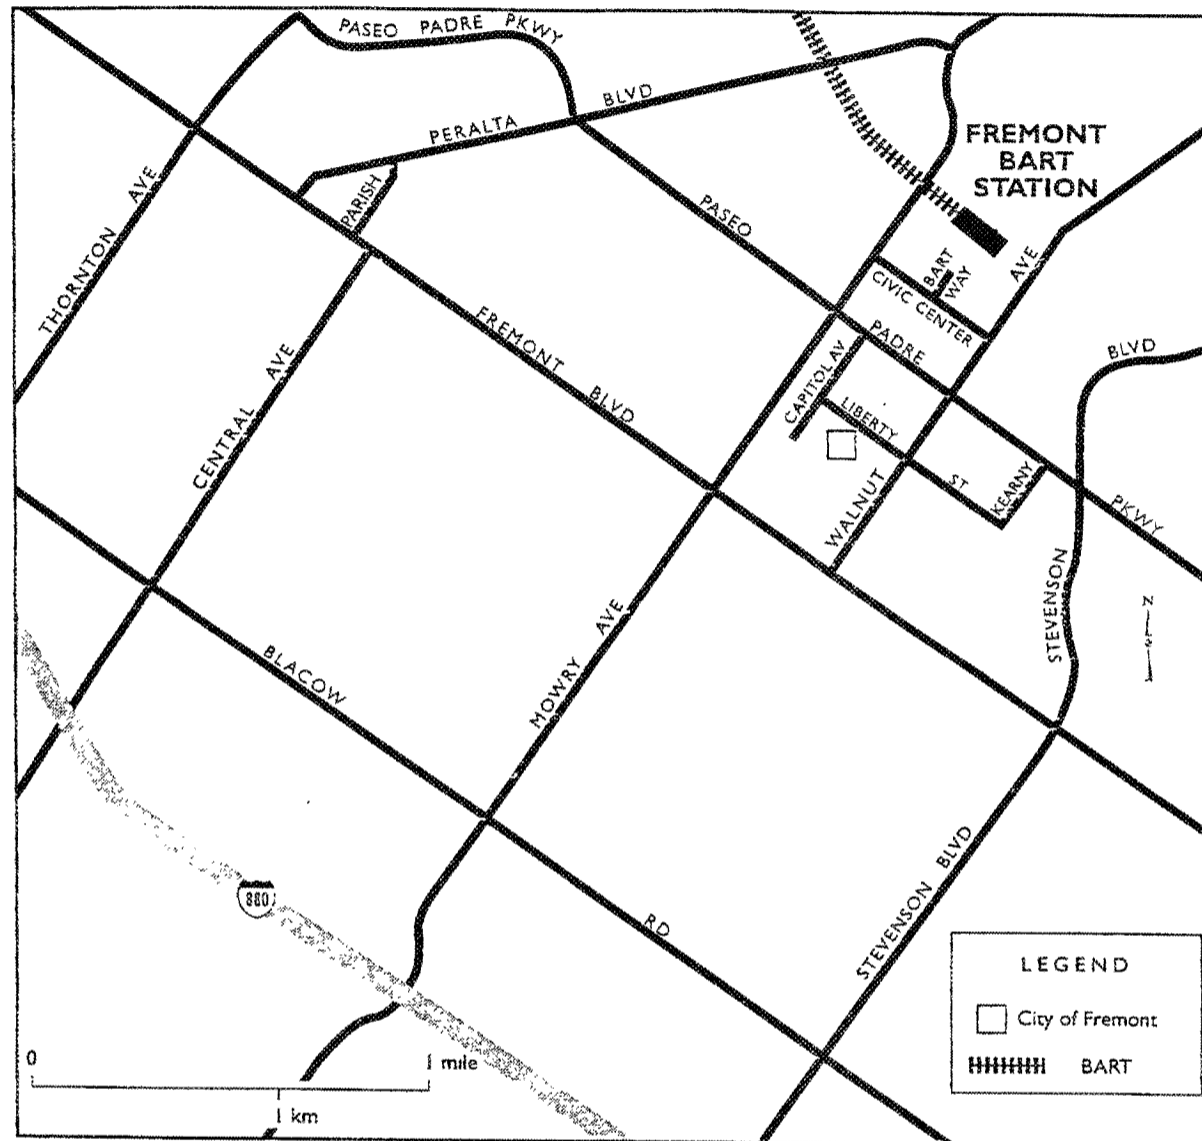 PASEO PADRE PKWY
PERALTA BLVD
FREMONT
BART
STATION
THORNTON AVE
PARISH
PASEO
PADRE
PKWY
BART
WAY
CIVIC CENTER
AVE
WALNUT
CAPITOL AV
LIBERTY
ST
KEARNY
BLVD
STEVENSON
FREMONT
BLVD
CENTRAL AVE
MOWRY AVE
BLACOW
RD
STEVENSON BLVD
N
880
0
1 mile
1 km
LEGEND
City of Fremont
BART